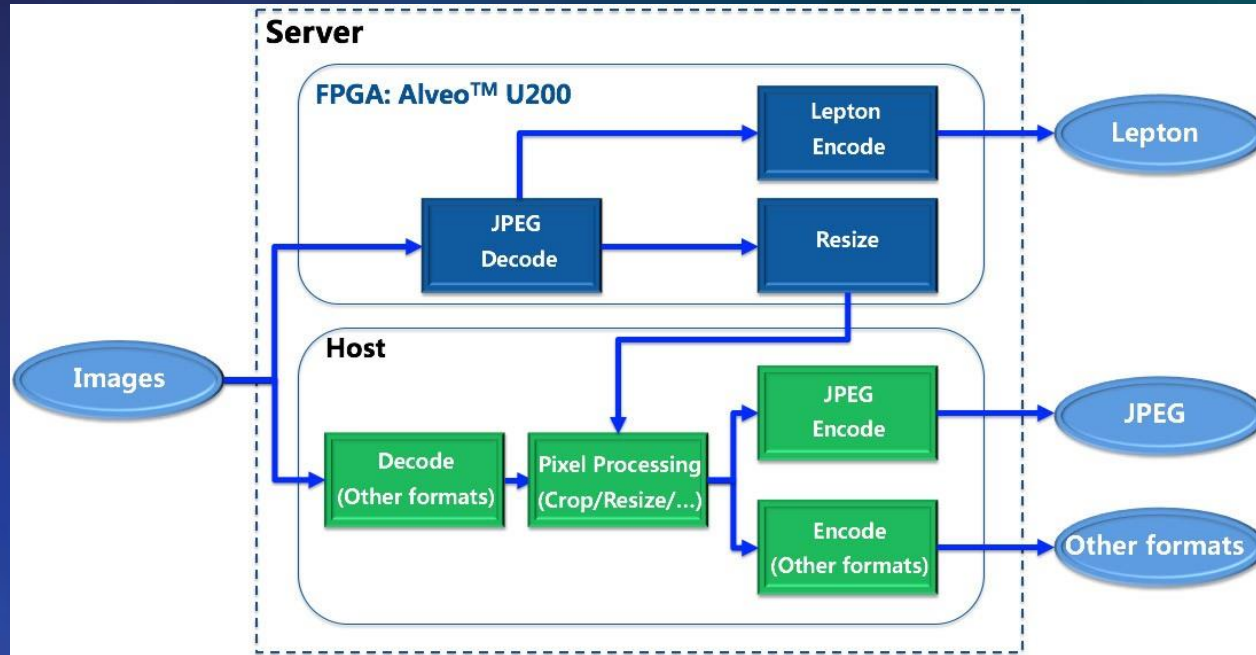 Server
FPGA: Alveo™ U200
Lepton
Encode
Lepton
JPEG
Decode
Resize
Host
Images
JPEG
Encode
JPEG
Decode
(Other formats)
Pixel Processing
(Crop/Resize/...)
Encode
(Other formats)
Other formats